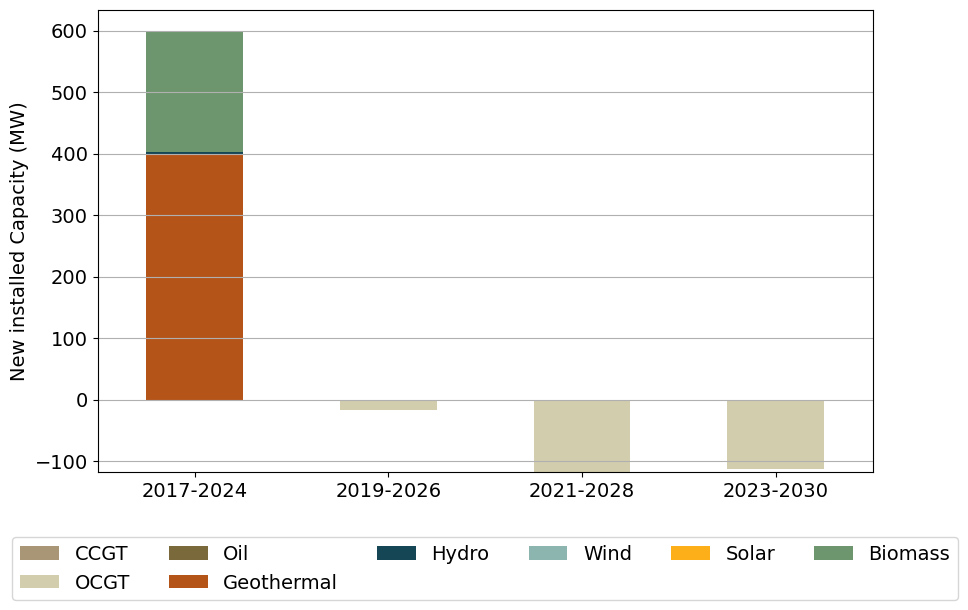 New installed Capacity (MW)
600
500
400
300
200
100
0
−100
2017-2024 2019-2026 2021-2028 2023-2030
CCGT Oil Hydro Wind Solar Biomass
OCGT Geothermal